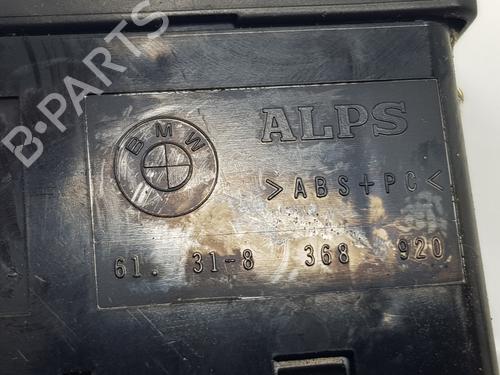 B-PARTS
BMW
ALPS
>ABS+PC<
61. 31-8 368 920